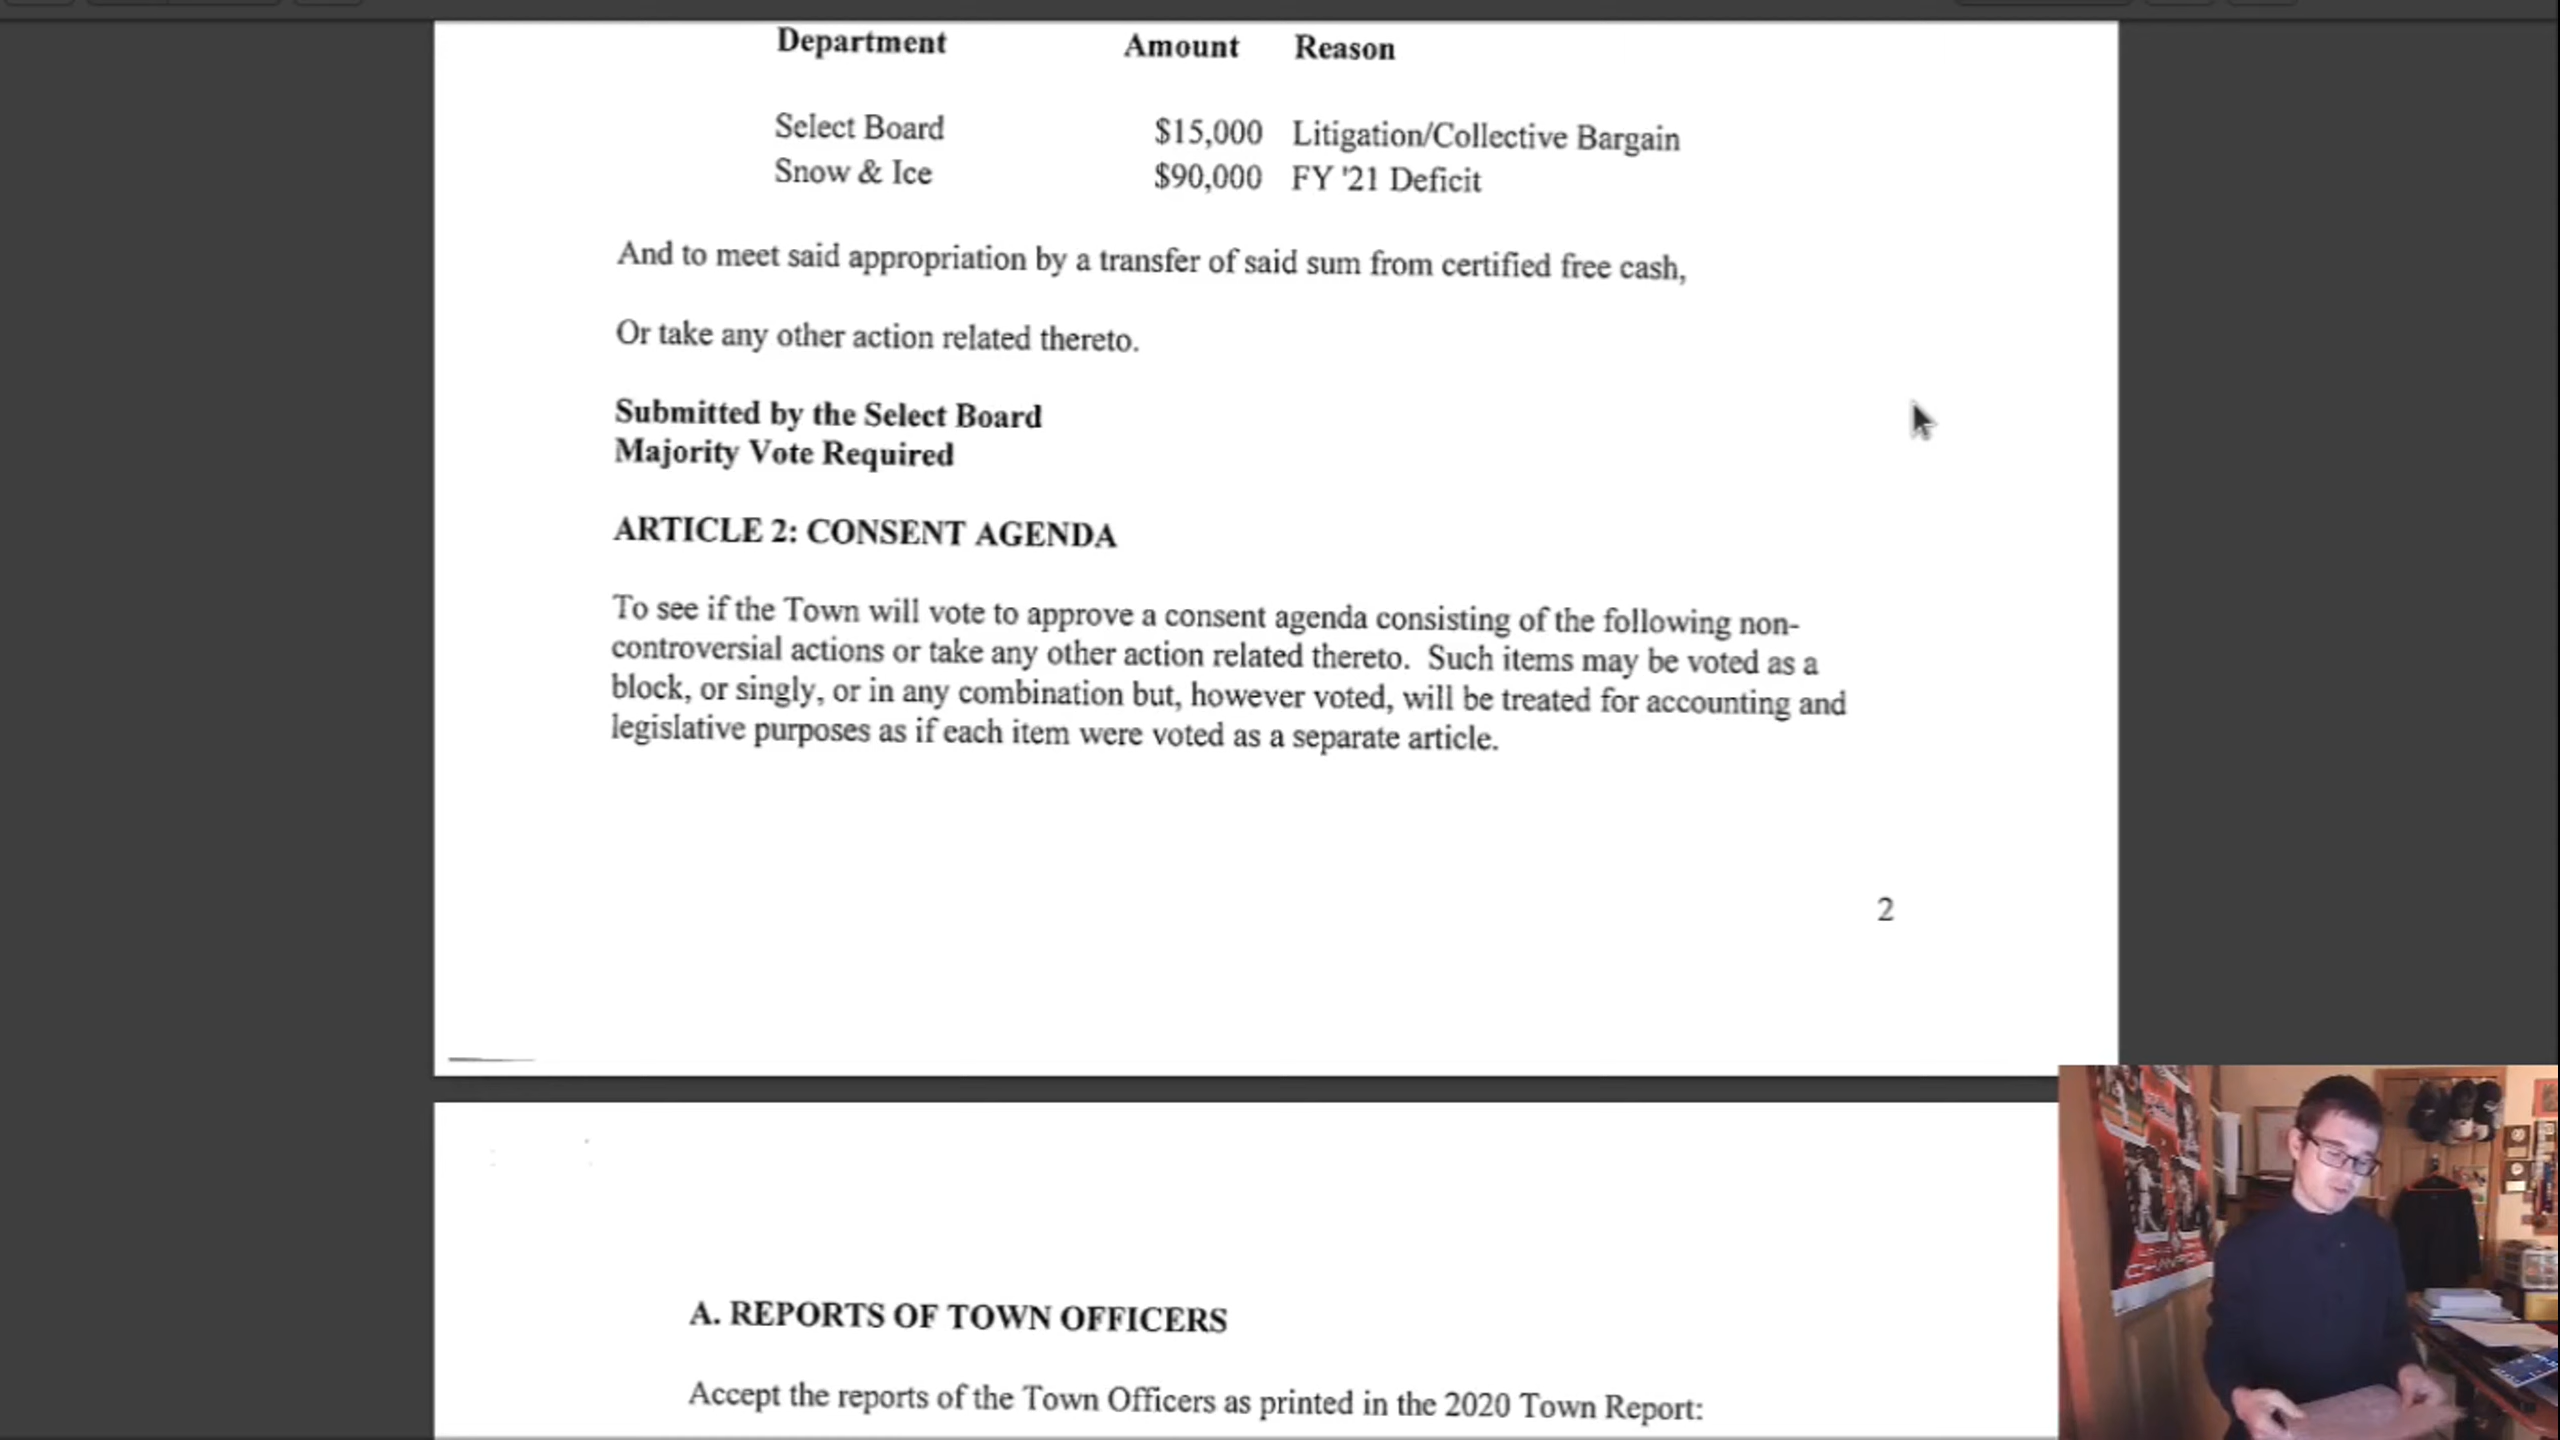 Department Amount Reason
Select Board $15,000 Litigation/Collective Bargain
Snow & Ice $90,000 FY '21 Deficit
And to meet said appropriation by a transfer of said sum from certified free cash,
Or take any other action related thereto.
Submitted by the Select Board
Majority Vote Required
ARTICLE 2: CONSENT AGENDA
To see if the Town will vote to approve a consent agenda consisting of the following non-
controversial actions or take any other action related thereto. Such items may be voted as a
block, or singly, or in any combination but, however voted, will be treated for accounting and
legislative purposes as if each item were voted as a separate article.
2
A. REPORTS OF TOWN OFFICERS
Accept the reports of the Town Officers as printed in the 2020 Town Report: